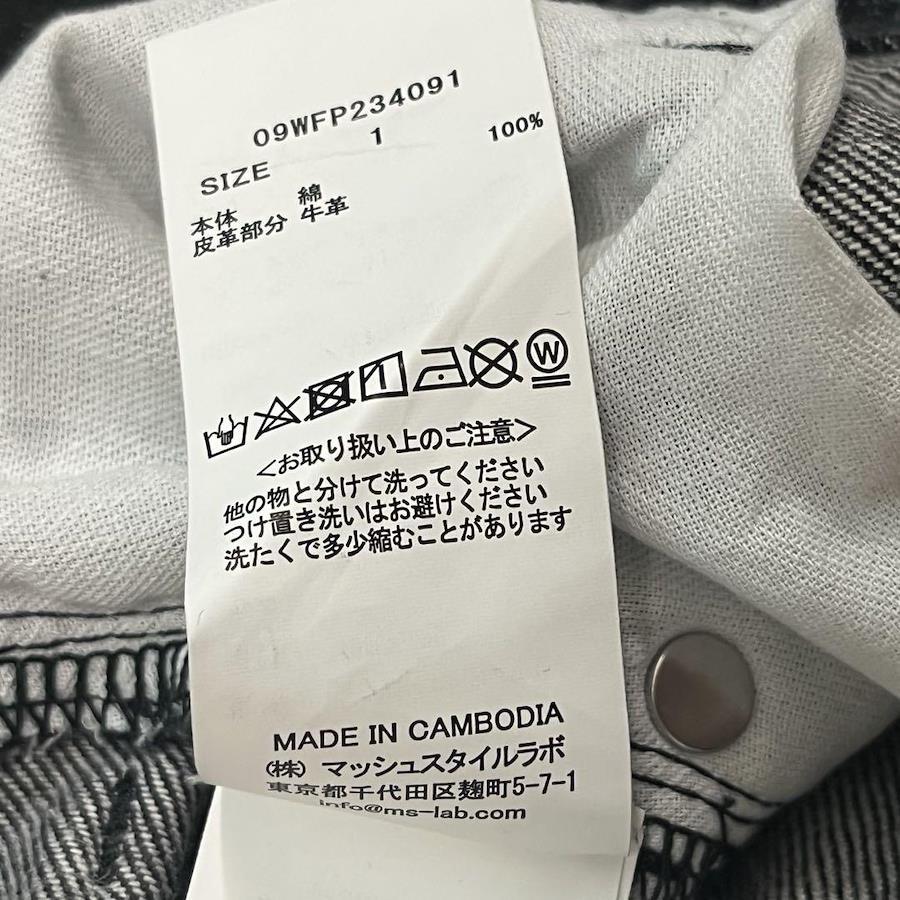 09WFP234091
SIZE 1
本体 綿 100%
皮革部分 牛革
W
<お取り扱い上のご注意>
他の物と分けて洗ってください
つけ置き洗いはお避けください
洗たくで多少縮むことがあります
MADE IN CAMBODIA
(株) マッシュスタイルラボ
東京都千代田区麹町5-7-1
info@ms-lab.com